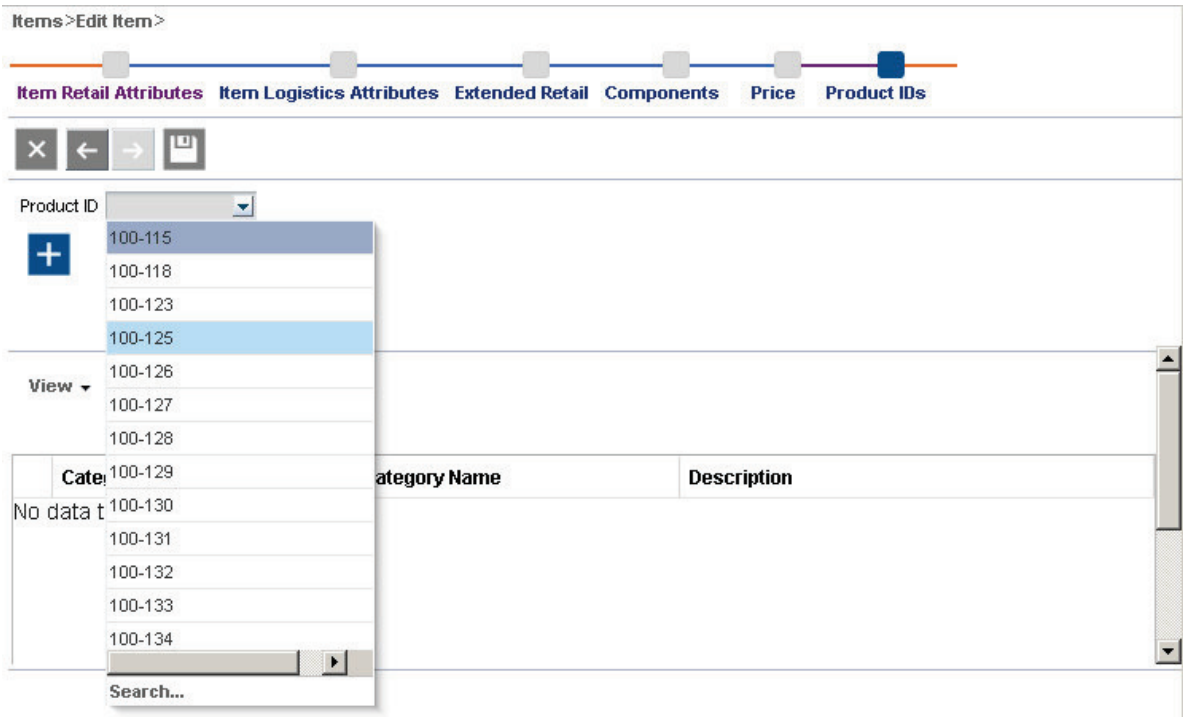 Items>Edit Item>
Item Retail Attributes Item Logistics Attributes Extended Retail Components Price Product IDs
Product ID
100-115
100-118
100-123
100-125
100-126
View
100-127
100-128
100-129
ategory Name Description
No data t
100-130
100-131
100-132
100-133
100-134
Search...